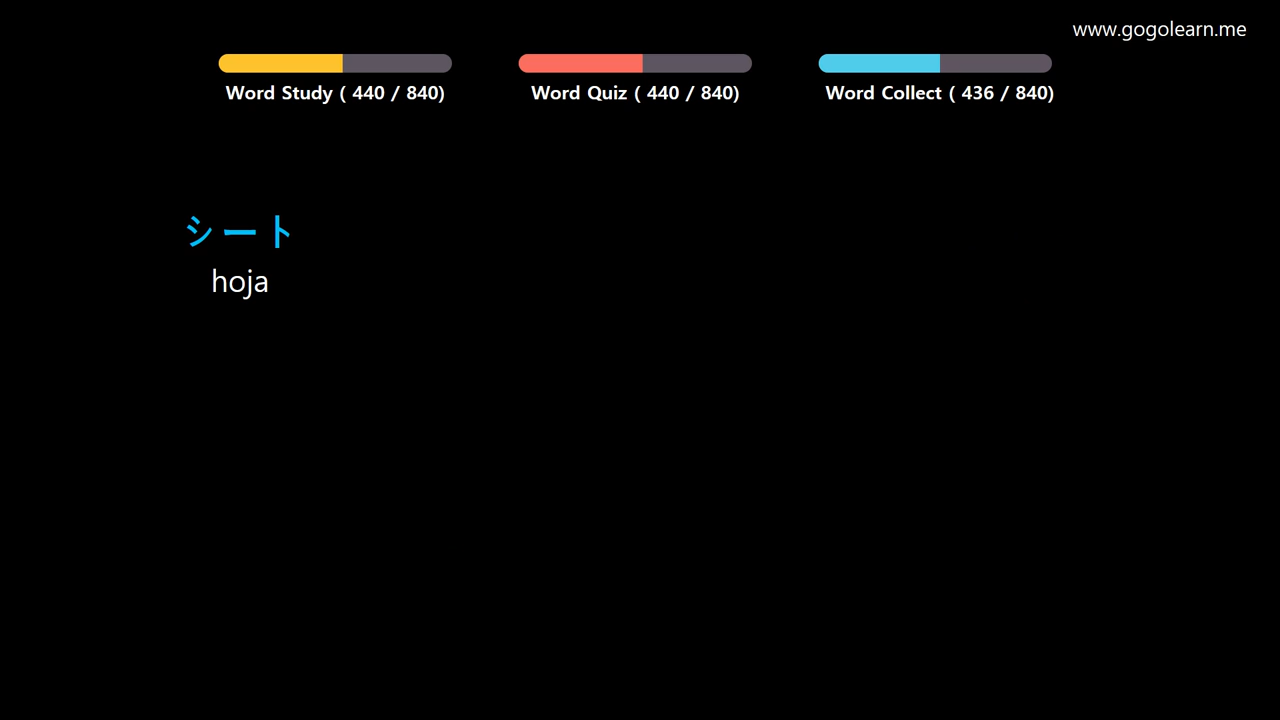 www.gogolearn.me
Word Study ( 440 / 840)
Word Quiz ( 440 / 840)
Word Collect ( 436 / 840)
シート
hoja